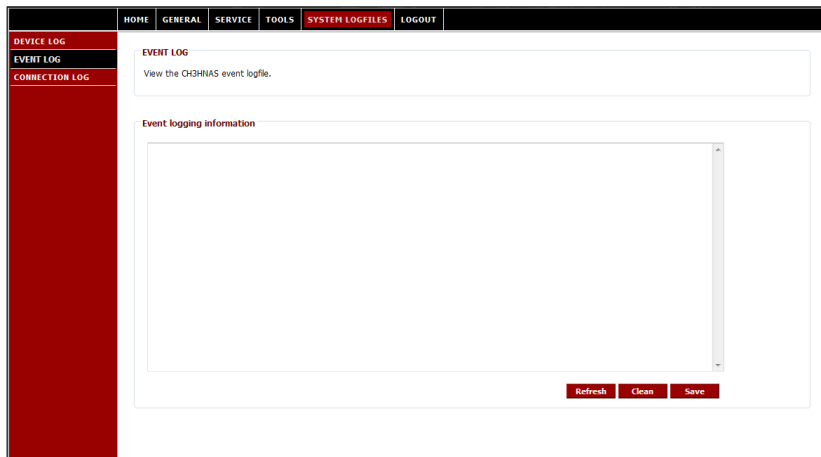 HOME GENERAL SERVICE TOOLS SYSTEM LOGFILES LOGOUT
DEVICE LOG
EVENT LOG
CONNECTION LOG
EVENT LOG
View the CH3HNAS event logfile.
Event logging information
Refresh Clean Save